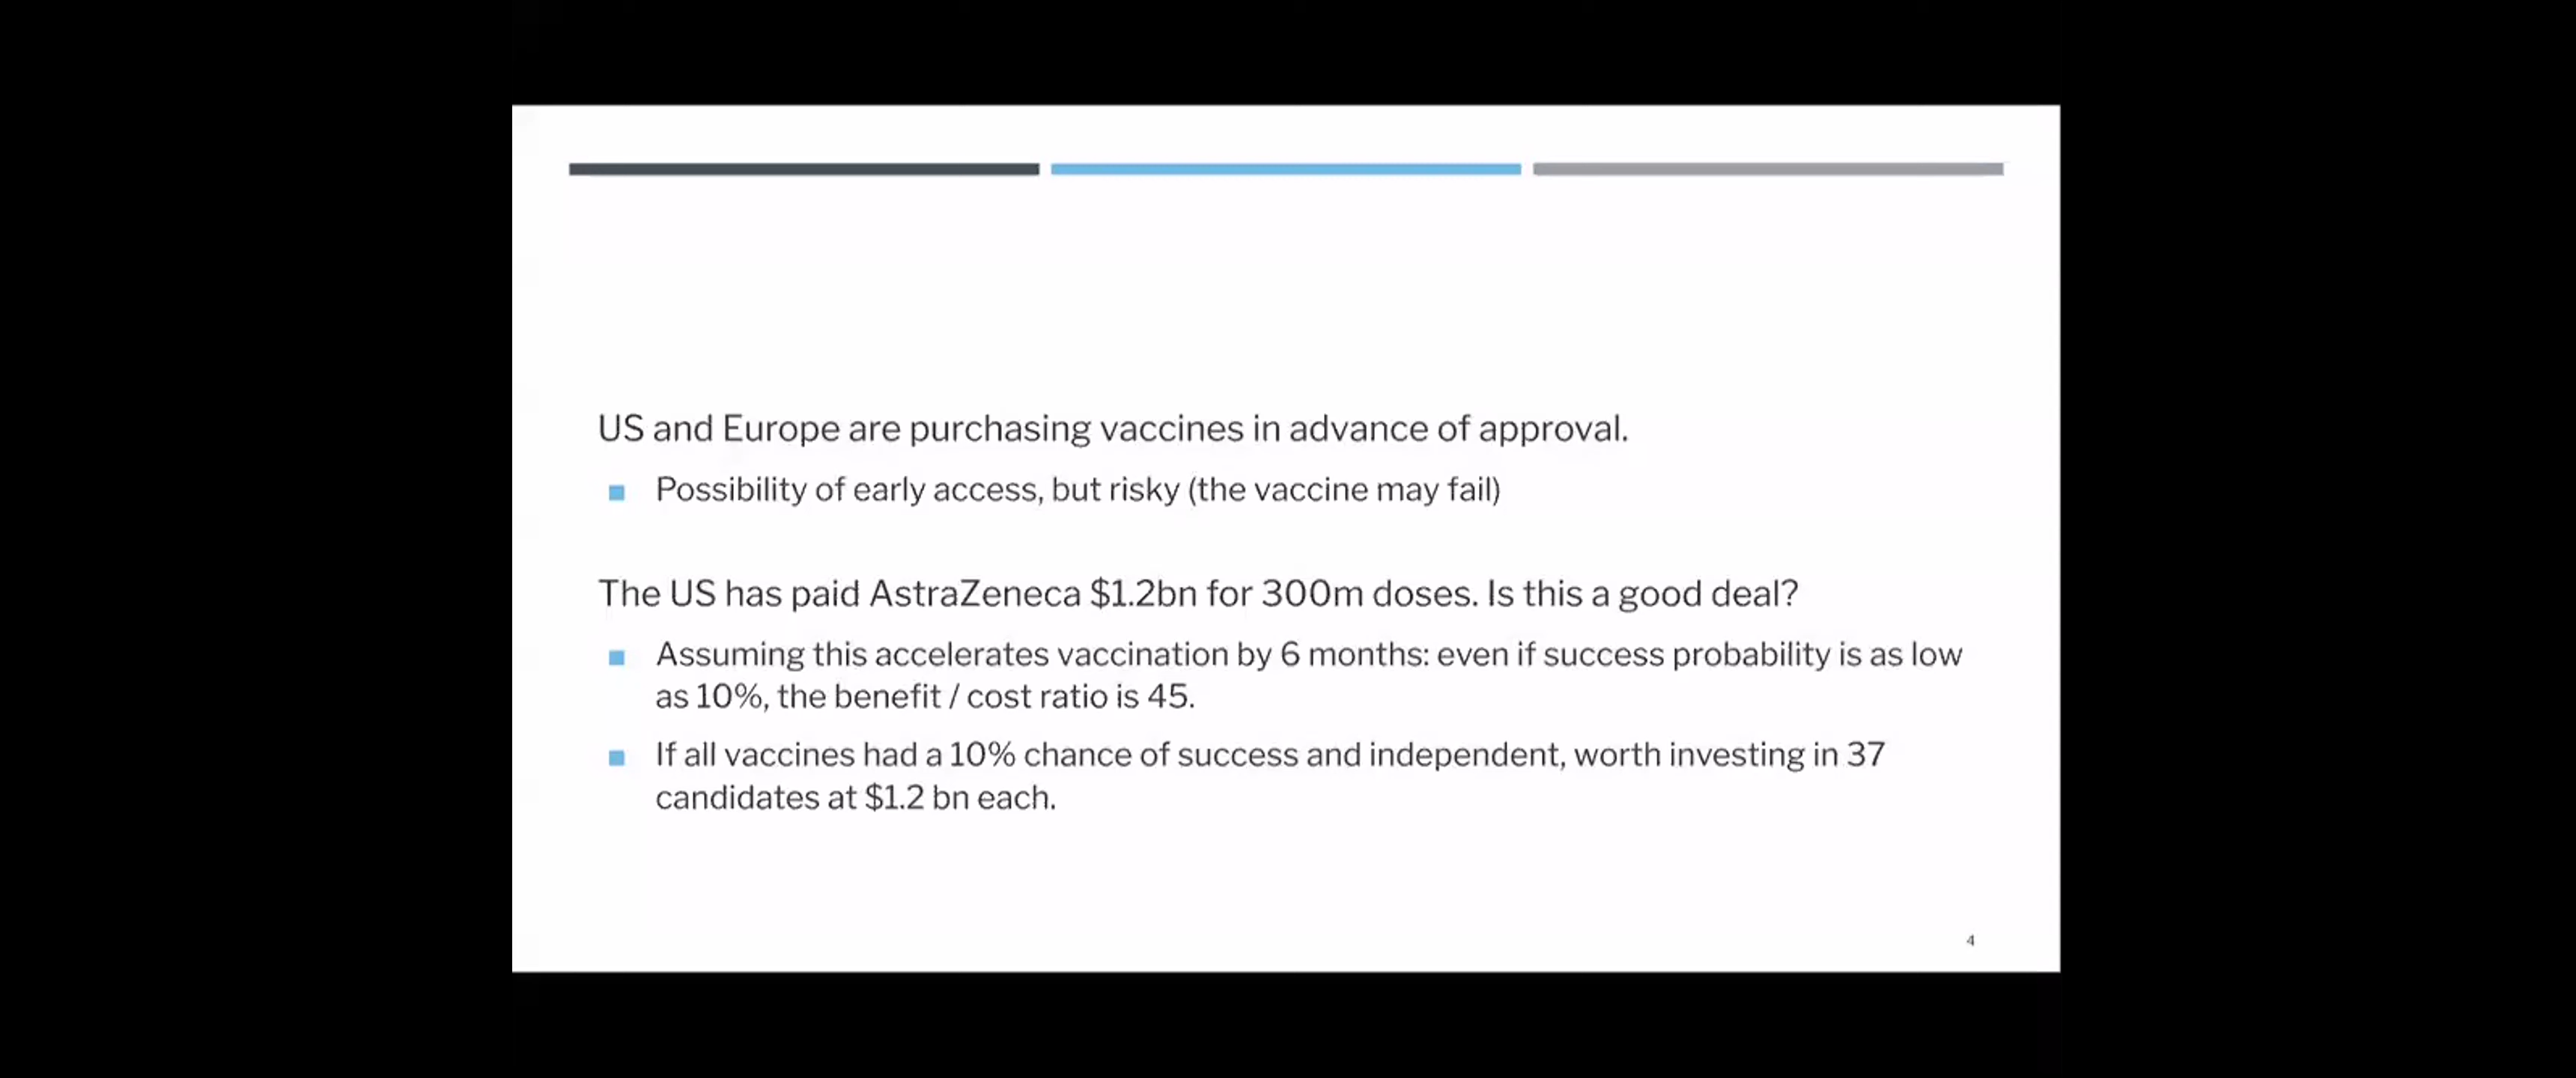 US and Europe are purchasing vaccines in advance of approval.
Possibility of early access, but risky (the vaccine may fail)
The US has paid AstraZeneca $1.2bn for 300m doses. Is this a good deal?
Assuming this accelerates vaccination by 6 months: even if success probability is as low
as 10%, the benefit / cost ratio is 45.
If all vaccines had a 10% chance of success and independent, worth investing in 37
candidates at $1.2 bn each.
4